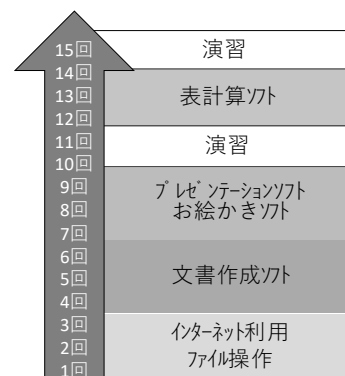 15回
演習
14回
13回
表計算ソフト
12回
11回
演習
10回
9回
プレゼンテーションソフト
8回
お絵かきソフト
7回
6回
5回
文書作成ソフト
4回
3回
インターネット利用
2回
ファイル操作
1回